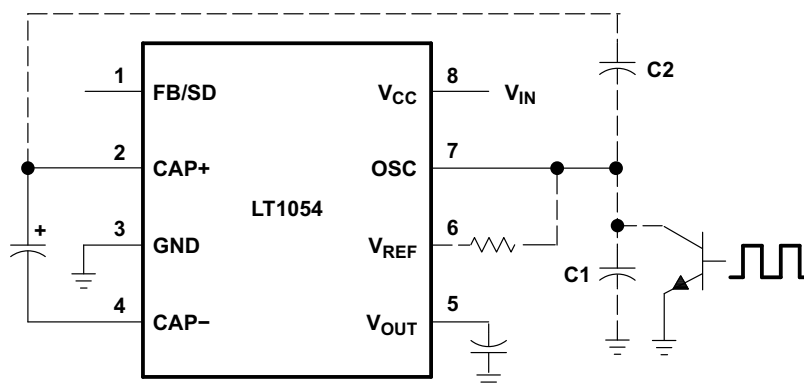 1 FB/SD VCC 8 VIN
C2
2 CAP+ OSC 7
LT1054
+ 3 GND VREF 6
C1
4 CAP− VOUT 5